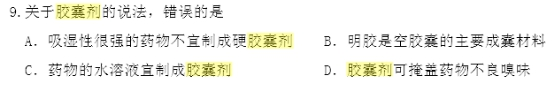 9.关于胶囊剂的说法，错误的是
A．吸湿性很强的药物不宜制成硬胶囊剂 B．明胶是空胶囊的主要成囊材料
C．药物的水溶液宜制成胶囊剂 D．胶囊剂可掩盖药物不良嗅味